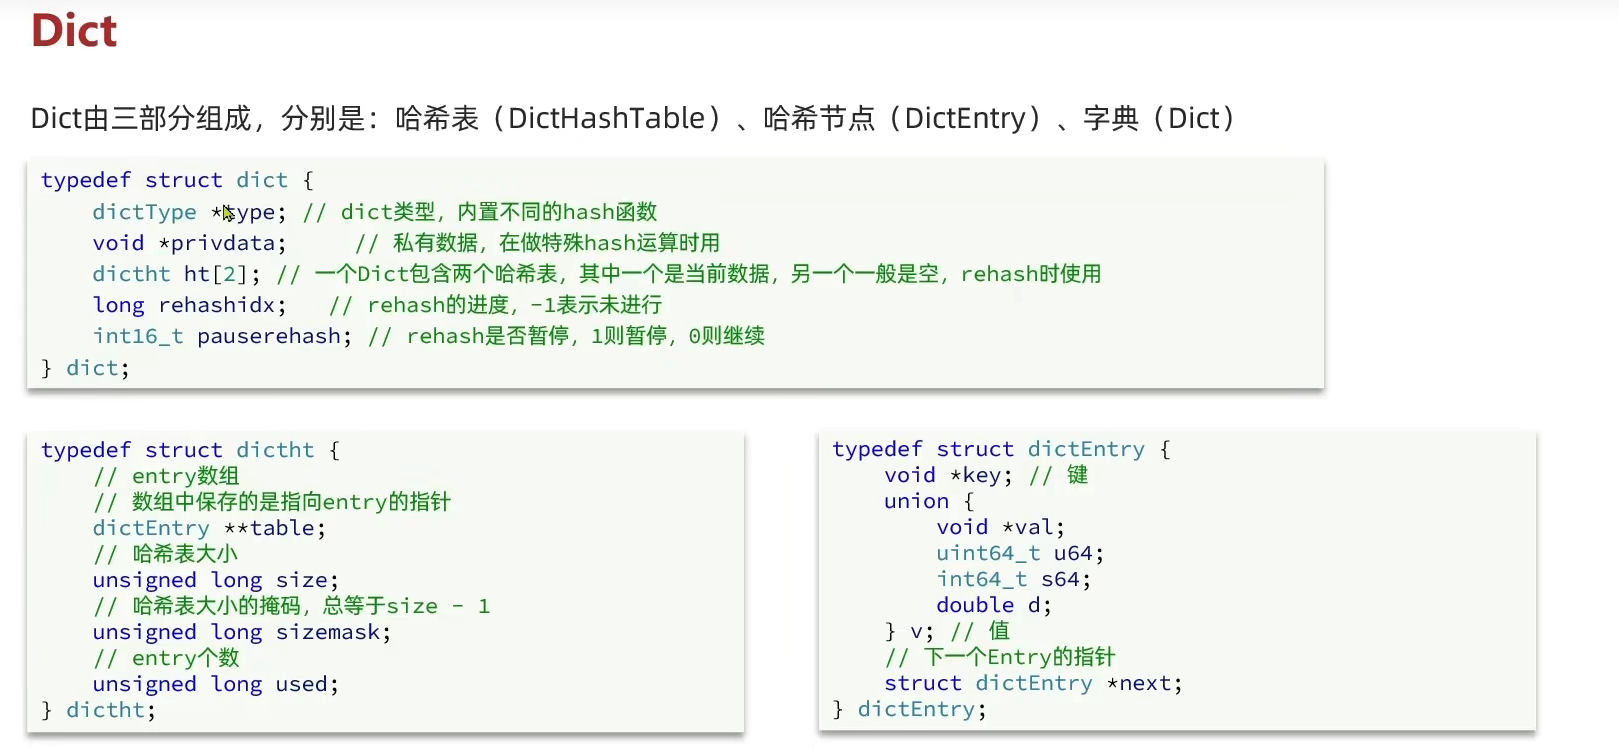 Dict
Dict由三部分组成，分别是：哈希表（DictHashTable）、哈希节点（DictEntry）、字典（Dict）
typedef struct dict {
    dictType *type; // dict类型，内置不同的hash函数
    void *privdata;     // 私有数据，在做特殊hash运算时用
    dictht ht[2]; // 一个Dict包含两个哈希表，其中一个是当前数据，另一个一般是空，rehash时使用
    long rehashidx;   // rehash的进度，-1表示未进行
    int16_t pauserehash; // rehash是否暂停，1则暂停，0则继续
} dict;
typedef struct dictht {
    // entry数组
    // 数组中保存的是指向entry的指针
    dictEntry **table;
    // 哈希表大小
    unsigned long size;
    // 哈希表大小的掩码，总等于size - 1
    unsigned long sizemask;
    // entry个数
    unsigned long used;
} dictht;
typedef struct dictEntry {
    void *key; // 键
    union {
        void *val;
        uint64_t u64;
        int64_t s64;
        double d;
    } v; // 值
    // 下一个Entry的指针
    struct dictEntry *next;
} dictEntry;